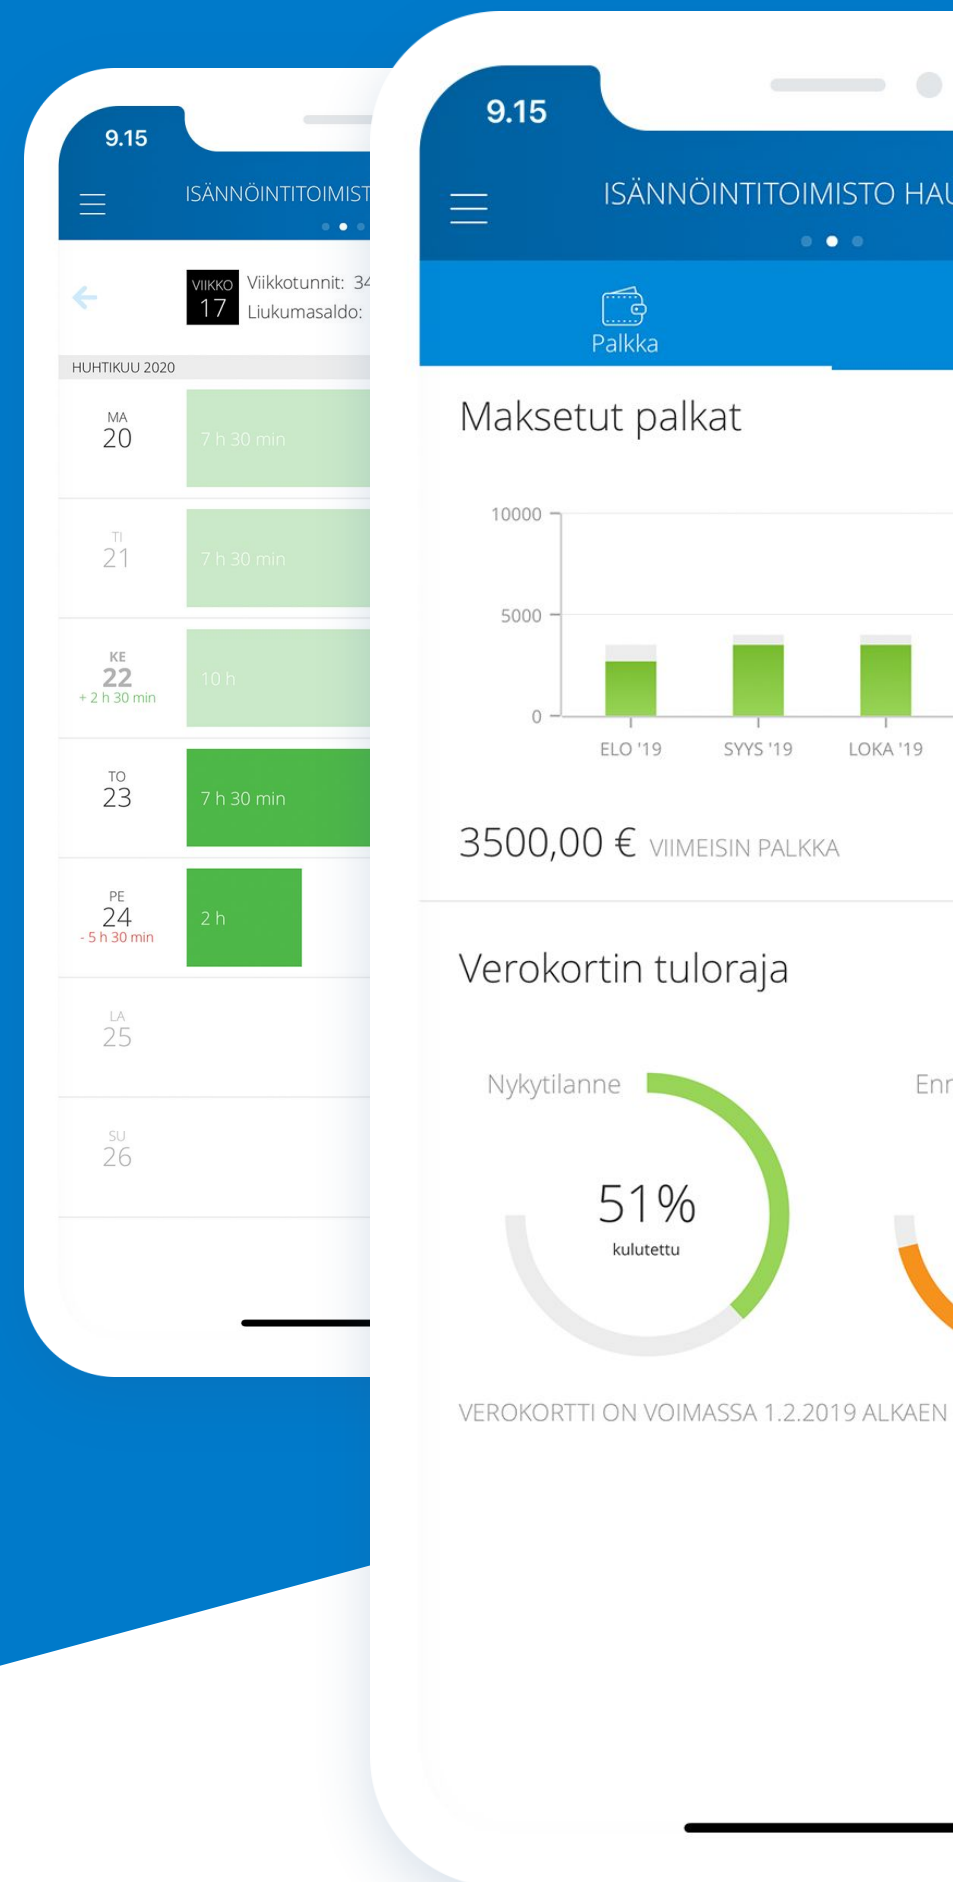 9.15
ISÄNNÖINTITOIMIST
VIIKKO
17
Viikkotunnit: 34
Liukumasaldo:
HUHTIKUU 2020
MA
20
7 h 30 min
TI
21
7 h 30 min
KE
22
+ 2 h 30 min
10 h
TO
23
7 h 30 min
PE
24
- 5 h 30 min
2 h
LA
25
SU
26
9.15
ISÄNNÖINTITOIMISTO HAU
Palkka
Maksetut palkat
10000
5000
0
ELO '19 SYYS '19 LOKA '19
3500,00 € VIIMEISIN PALKKA
Verokortin tuloraja
Nykytilanne
51%
kulutettu
Enn
VEROKORTTI ON VOIMASSA 1.2.2019 ALKAEN